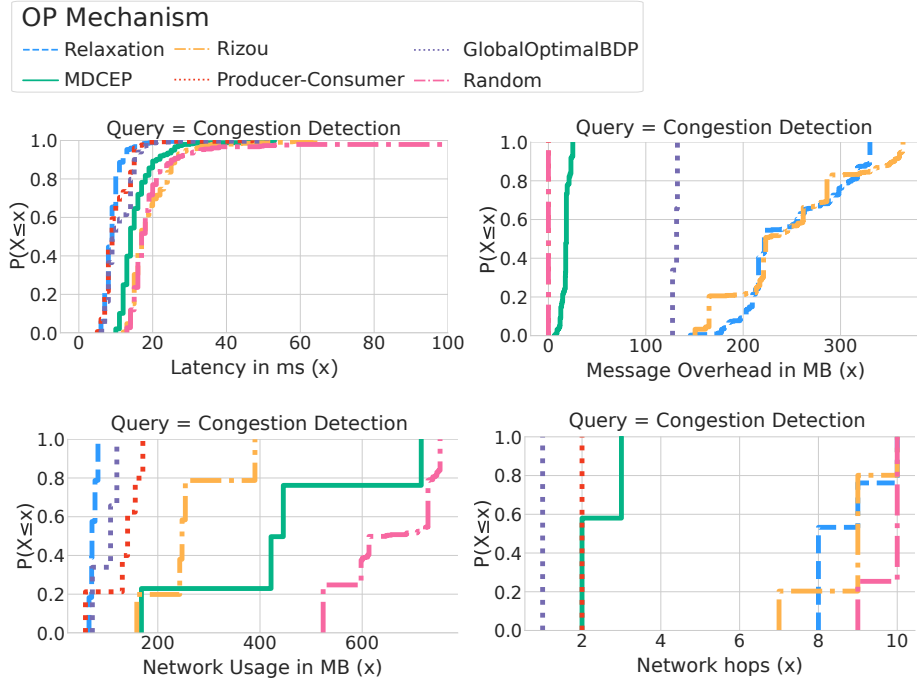 OP Mechanism
Relaxation Rizou GlobalOptimalBDP
MDCEP Producer-Consumer Random
Query = Congestion Detection
1.0
0.8
0.6
0.4
0.2
0.0
P(X≤x)
0 20 40 60 80 100
Latency in ms (x)
Query = Congestion Detection
1.0
0.8
0.6
0.4
0.2
0.0
P(X≤x)
0 100 200 300
Message Overhead in MB (x)
Query = Congestion Detection
1.0
0.8
0.6
0.4
0.2
0.0
P(X≤x)
200 400 600
Network Usage in MB (x)
Query = Congestion Detection
1.0
0.8
0.6
0.4
0.2
0.0
P(X≤x)
2 4 6 8 10
Network hops (x)